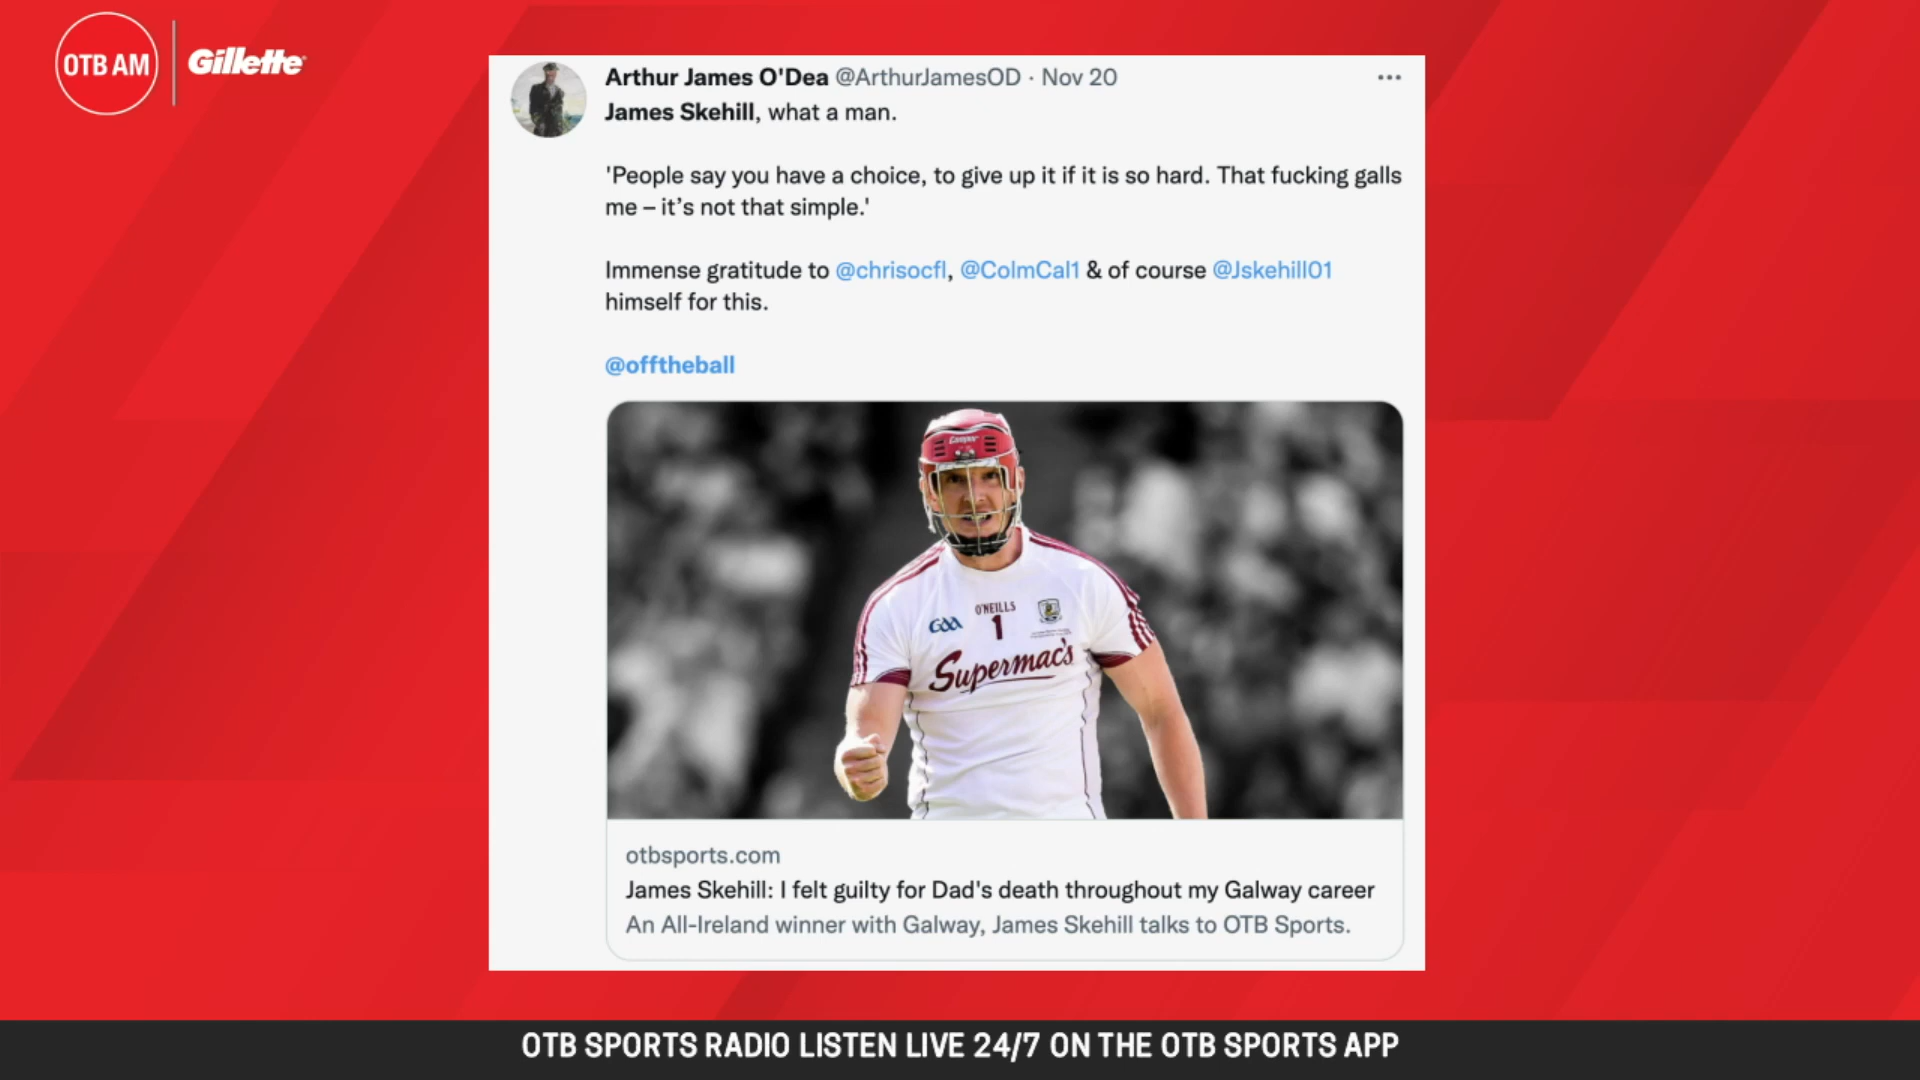 OTB AM
Gillette
Arthur James O'Dea @ArthurJamesOD · Nov 20
James Skehill, what a man.
'People say you have a choice, to give up it if it is so hard. That fucking galls
me – it's not that simple.'
Immense gratitude to @chrisocfl, @ColmCal1 & of course @Jskehill01
himself for this.
@offtheball
Cooper
O'NEILLS
GAA
1
Supermac's
otbsports.com
James Skehill: I felt guilty for Dad's death throughout my Galway career
An All-Ireland winner with Galway, James Skehill talks to OTB Sports.
OTB SPORTS RADIO LISTEN LIVE 24/7 ON THE OTB SPORTS APP